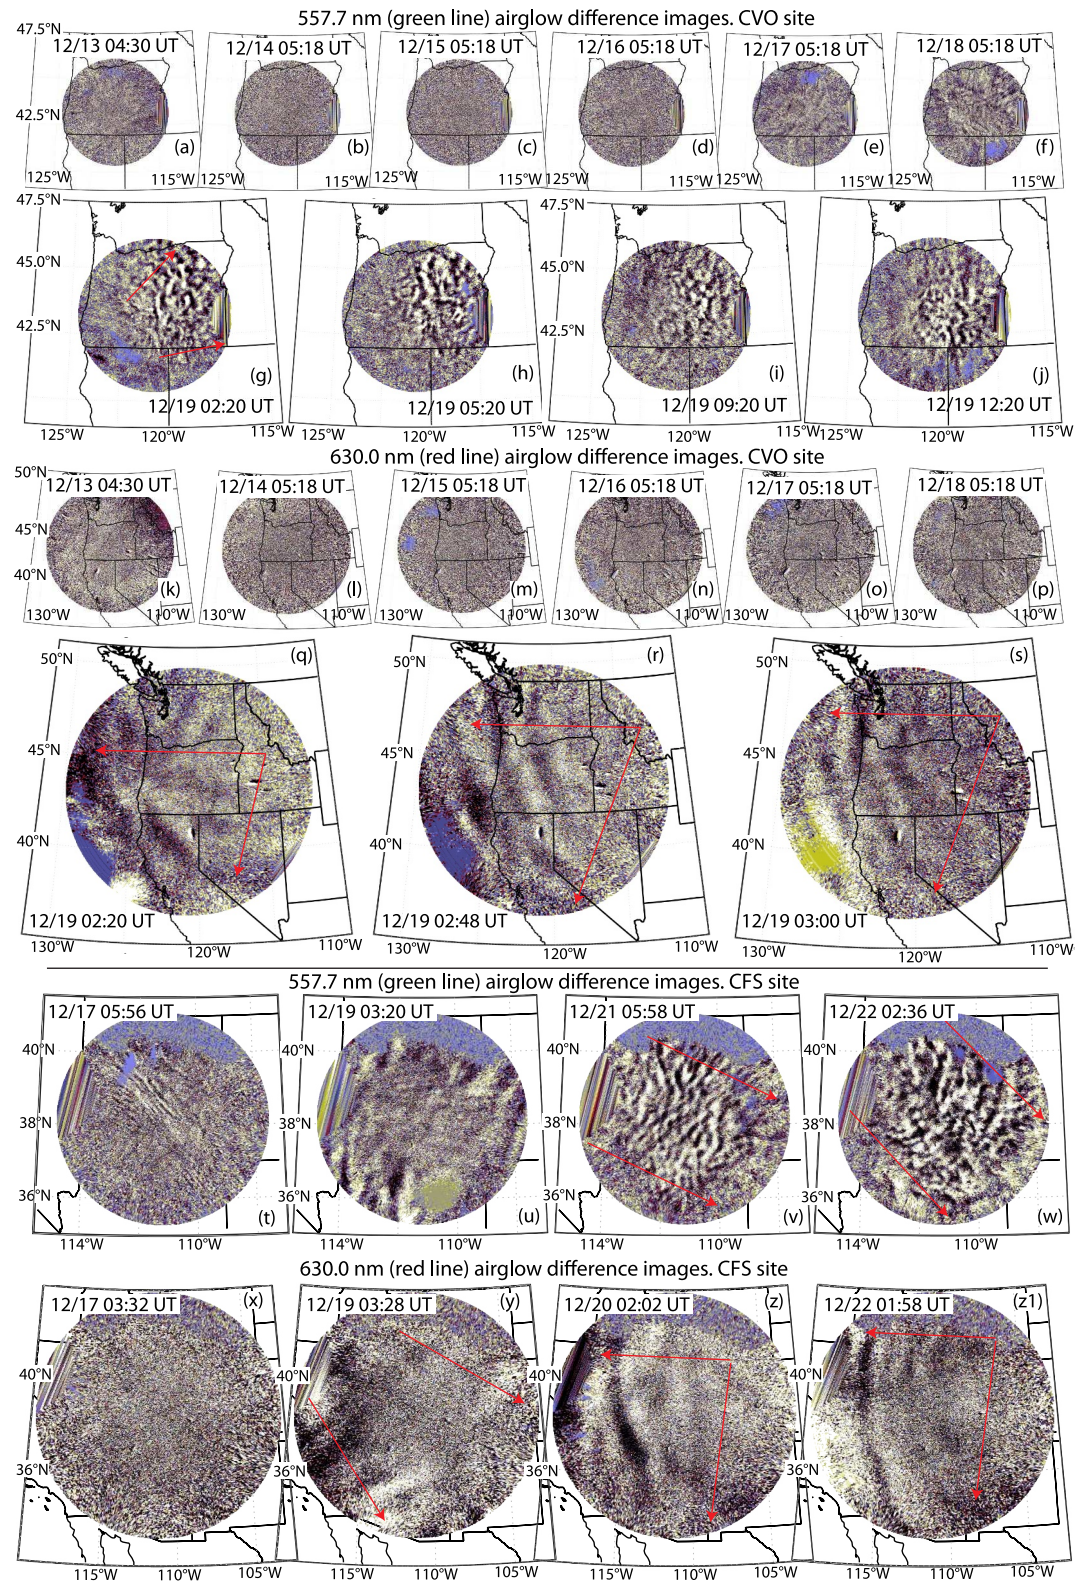 557.7 nm (green line) airglow difference images. CVO site
47.5°N
12/13 04:30 UT 12/14 05:18 UT 12/15 05:18 UT 12/16 05:18 UT 12/17 05:18 UT 12/18 05:18 UT
42.5°N
(a) (b) (c) (d) (e) (f)
125°W 115°W 125°W 115°W 125°W 115°W 125°W 115°W 125°W 115°W 125°W 115°W
47.5°N 47.5°N
45.0°N 45.0°N
42.5°N 42.5°N
(g) (h) (i) (j)
12/19 02:20 UT 12/19 05:20 UT 12/19 09:20 UT 12/19 12:20 UT
125°W 120°W 115°W 125°W 120°W 115°W 125°W 120°W 115°W 125°W 120°W 115°W
630.0 nm (red line) airglow difference images. CVO site
50°N
12/13 04:30 UT 12/14 05:18 UT 12/15 05:18 UT 12/16 05:18 UT 12/17 05:18 UT 12/18 05:18 UT
45°N
40°N
(k) (l) (m) (n) (o) (p)
130°W 110°W 130°W 110°W 130°W 110°W 130°W 110°W 130°W 110°W 130°W 110°W
(q) (r) (s)
50°N 50°N 50°N
45°N 45°N 45°N
40°N 40°N 40°N
12/19 02:20 UT 12/19 02:48 UT 12/19 03:00 UT
130°W 120°W 110°W 130°W 120°W 110°W 130°W 120°W 110°W
557.7 nm (green line) airglow difference images. CFS site
12/17 05:56 UT 12/19 03:20 UT 12/21 05:58 UT 12/22 02:36 UT
40°N 40°N 40°N 40°N
38°N 38°N 38°N 38°N
36°N 36°N 36°N 36°N
(t) (u) (v) (w)
114°W 110°W 114°W 110°W 114°W 110°W 114°W 110°W
630.0 nm (red line) airglow difference images. CFS site
12/17 03:32 UT (x) 12/19 03:28 UT (y) 12/20 02:02 UT (z) 12/22 01:58 UT (z1)
40°N 40°N 40°N 40°N
36°N 36°N 36°N 36°N
115°W 110°W 105°W 115°W 110°W 105°W 115°W 110°W 105°W 115°W 110°W 105°W